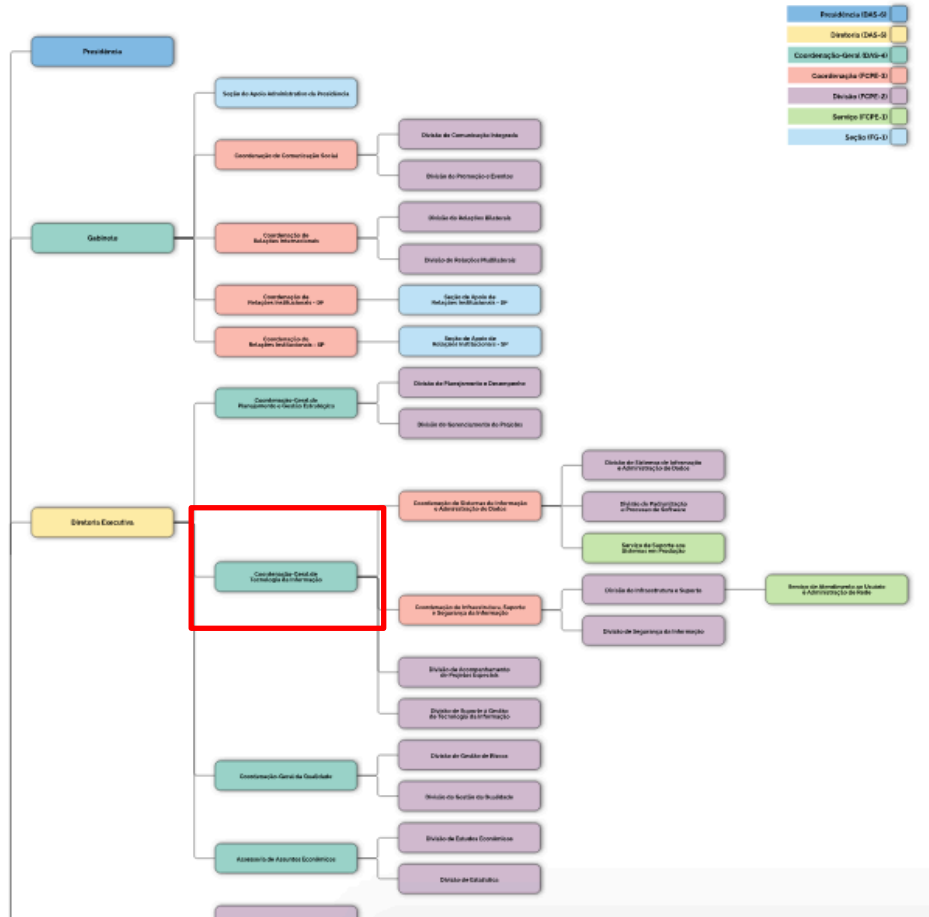 Presidência (DAS-6)
Diretoria (DAS-5)
Coordenação-Geral (DAS-4)
Coordenação (FCPE-3)
Divisão (FCPE-2)
Serviço (FCPE-1)
Seção (FG-1)
Presidência
Seção de Apoio Administrativo da Presidência
Coordenação de Comunicação Social
Divisão de Comunicação Integrada
Divisão de Promoção e Eventos
Gabinete
Coordenação de
Relações Internacionais
Divisão de Relações Bilaterais
Divisão de Relações Multilaterais
Coordenação de
Relações Institucionais - DF
Seção de Apoio de
Relações Institucionais - DF
Coordenação de
Relações Institucionais - SP
Seção de Apoio de
Relações Institucionais - SP
Coordenação-Geral de
Planejamento e Gestão Estratégica
Divisão de Planejamento e Desempenho
Divisão de Gerenciamento de Projetos
Diretoria Executiva
Coordenação-Geral de
Tecnologia da Informação
Coordenação de Sistemas da Informação
e Administração de Dados
Divisão de Sistemas de Informação
e Administração de Dados
Divisão de
e Processo de Software
Serviço de Suporte aos
Sistemas em Produção
Coordenação de Infraestrutura, Suporte
e Segurança da Informação
Divisão de Infraestrutura e Suporte
Serviço de Atendimento ao Usuário
e Administração de Rede
Divisão de Segurança da Informação
Divisão de Acompanhamento
de Projetos Especiais
Divisão de Suporte a Gestão
da Tecnologia da Informação
Coordenação-Geral da Qualidade
Divisão de Gestão de Riscos
Divisão de Gestão da Qualidade
Assessoria de Assuntos Econômicos
Divisão de Estudos Econômicos
Divisão de Estatística